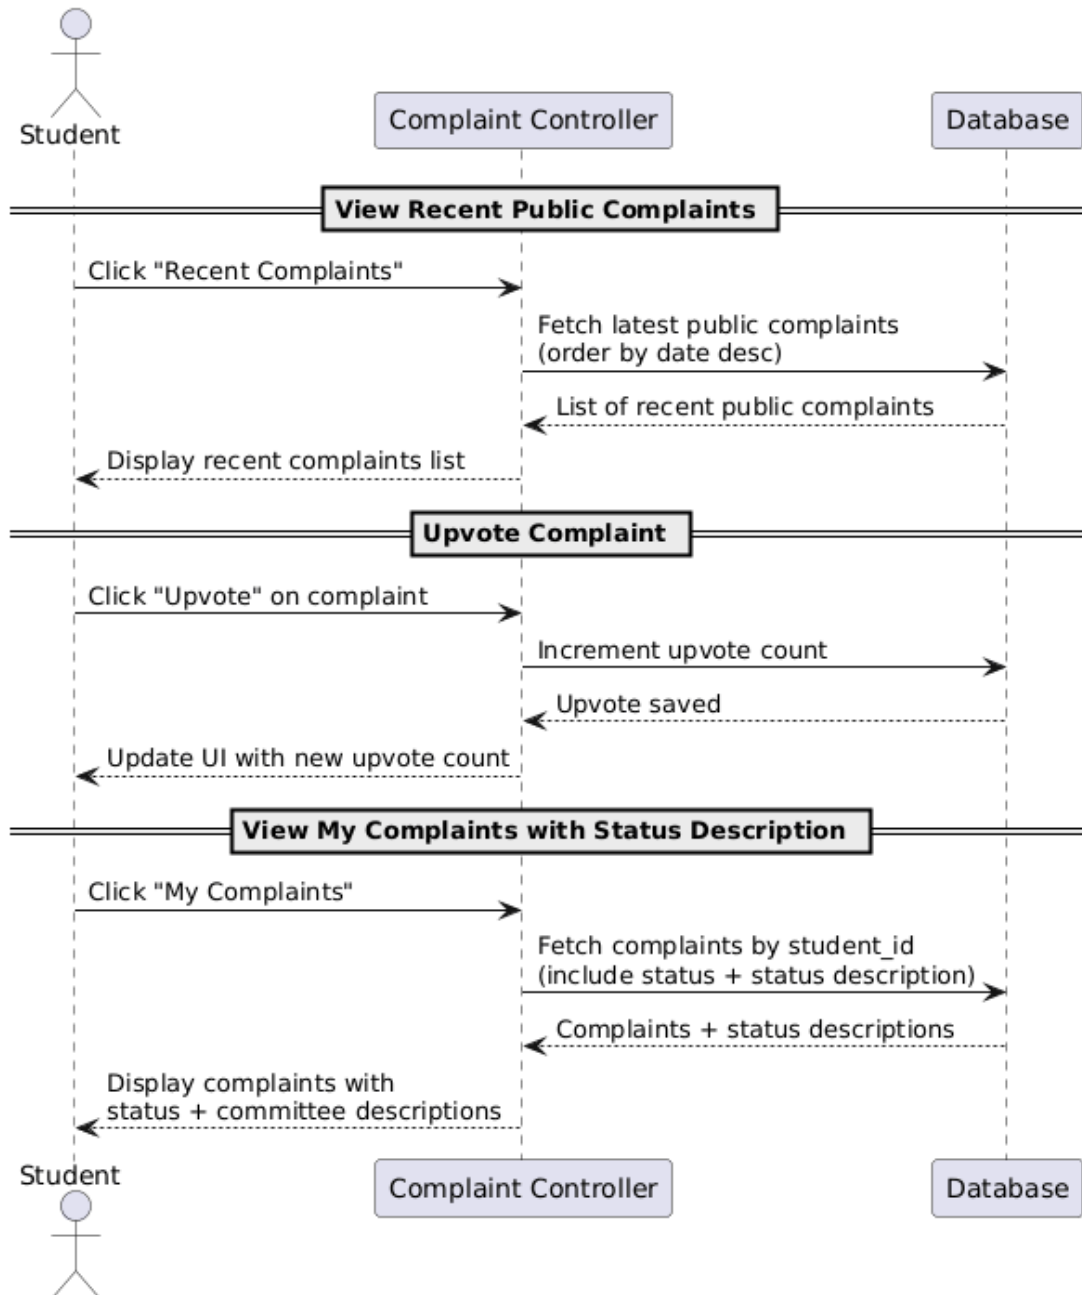 Student
Complaint Controller
Database
View Recent Public Complaints
Click "Recent Complaints"
Fetch latest public complaints
(order by date desc)
List of recent public complaints
Display recent complaints list
Upvote Complaint
Click "Upvote" on complaint
Increment upvote count
Upvote saved
Update UI with new upvote count
View My Complaints with Status Description
Click "My Complaints"
Fetch complaints by student_id
(include status + status description)
Complaints + status descriptions
Display complaints with
status + committee descriptions
Student
Complaint Controller
Database